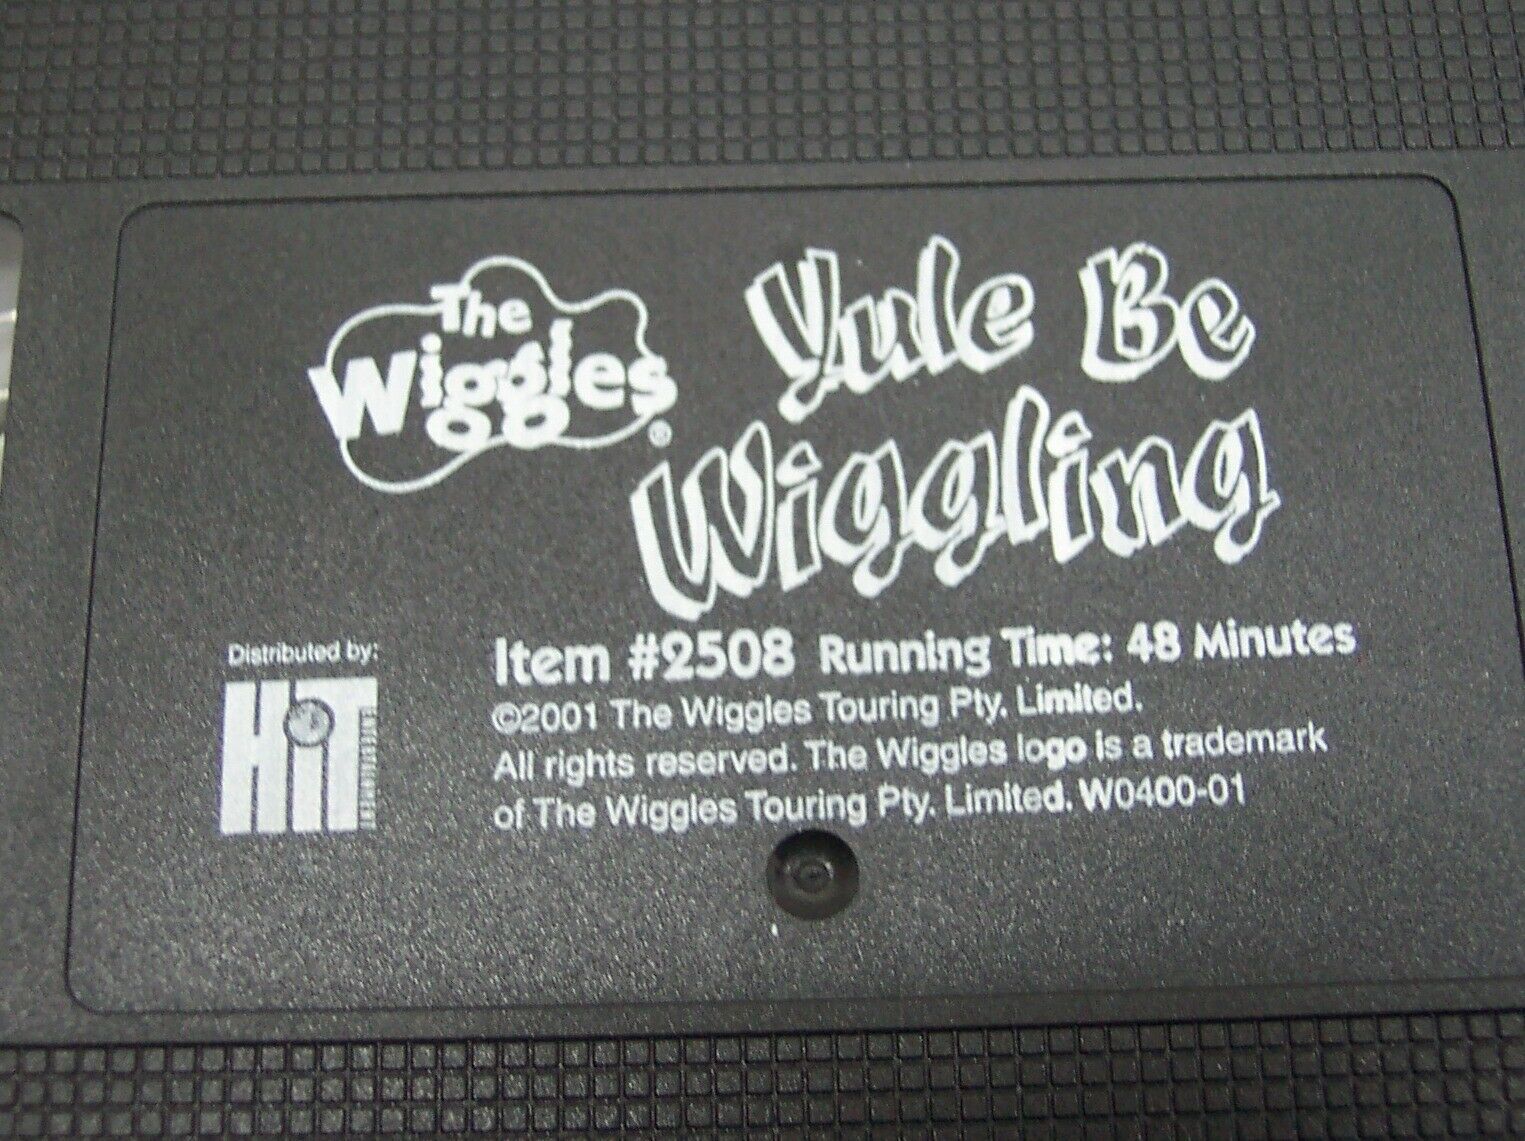 The
Wiggles®
Yule Be
Wiggling
Distributed by:
HiT
ENTERTAINMENT
Item #2508 Running Time: 48 Minutes
©2001 The Wiggles Touring Pty. Limited.
All rights reserved. The Wiggles logo is a trademark
of The Wiggles Touring Pty. Limited. W0400-01